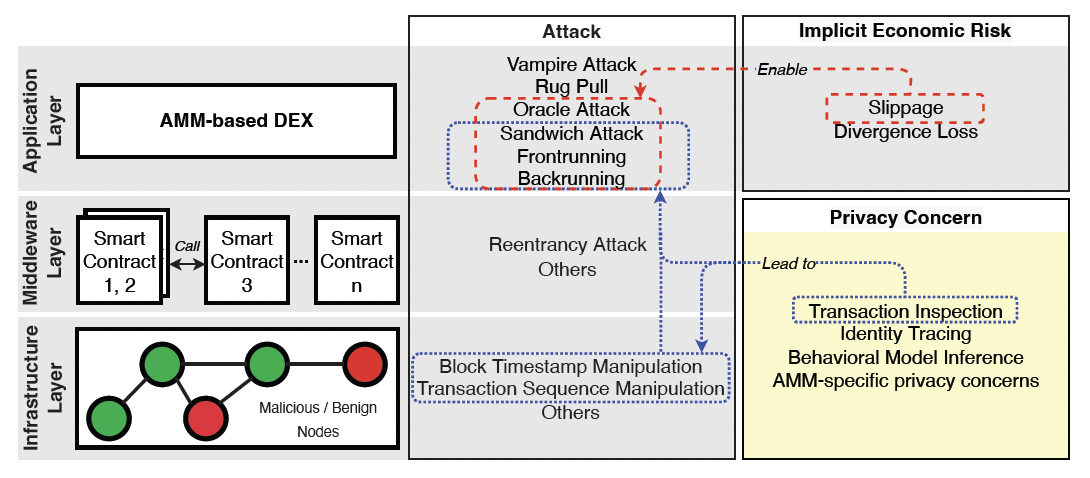 Attack
Implicit Economic Risk
Application
Layer
AMM-based DEX
Vampire Attack
Rug Pull
Oracle Attack
Sandwich Attack
Frontrunning
Backrunning
Enable
Slippage
Divergence Loss
Middleware
Layer
Smart
Contract
1, 2
Call
Smart
Contract
3
...
Smart
Contract
n
Reentrancy Attack
Others
Privacy Concern
Lead to
Transaction Inspection
Identity Tracing
Behavioral Model Inference
AMM-specific privacy concerns
Infrastructure
Layer
Malicious / Benign
Nodes
Block Timestamp Manipulation
Transaction Sequence Manipulation
Others